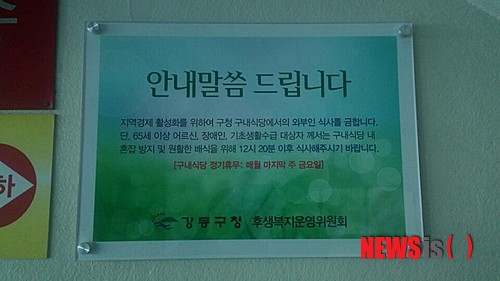 안내말씀 드립니다
지역경제 활성화를 위하여 구청 구내식당에서의 외부인 식사를 금합니다.
단, 65세 이상 어르신, 장애인, 기초생활수급 대상자 께서는 구내식당 내
혼잡 방지 및 원활한 배식을 위해 12시 20분 이후 식사해주시기 바랍니다.
[구내식당 정기휴무: 매월 마지막 주 금요일]
강동구청 후생복지운영위원회
하
NEWSis( )